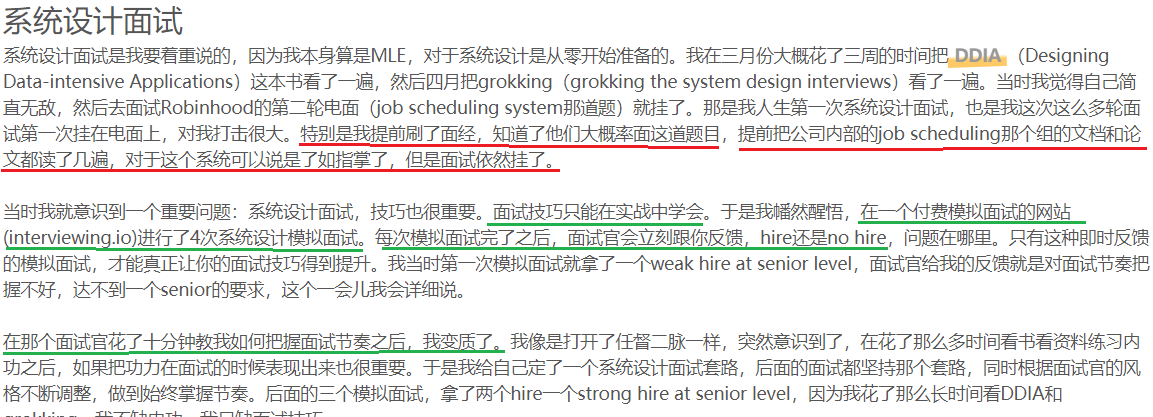 系统设计面试
系统设计面试是我要着重说的，因为我本身算是MLE，对于系统设计是从零开始准备的。我在三月份大概花了三周的时间把 DDIA （Designing
Data-intensive Applications）这本书看了一遍，然后四月把grokking（grokking the system design interviews）看了一遍。当时我觉得自己简
直无敌，然后去面试Robinhood的第二轮电面（job scheduling system那道题）就挂了。那是我人生第一次系统设计面试，也是我这次这么多轮面
试第一次挂在电面上，对我打击很大。特别是我提前刷了面经，知道了他们大概率面这道题目，提前把公司内部的job scheduling那个组的文档和论
文都读了几遍，对于这个系统可以说是了如指掌了，但是面试依然挂了。
当时我就意识到一个重要问题：系统设计面试，技巧也很重要。面试技巧只能在实战中学会。于是我幡然醒悟，在一个付费模拟面试的网站
(interviewing.io)进行了4次系统设计模拟面试。每次模拟面试完了之后，面试官会立刻跟你反馈，hire还是no hire，问题在哪里。只有这种即时反馈
的模拟面试，才能真正让你的面试技巧得到提升。我当时第一次模拟面试就拿了一个weak hire at senior level，面试官给我的反馈就是对面试节奏把
握不好，达不到一个senior的要求，这个一会儿我会详细说。
在那个面试官花了十分钟教我如何把握面试节奏之后，我变质了。我像是打开了任督二脉一样，突然意识到了，在花了那么多时间看书看资料练习内
功之后，如果把功力在面试的时候表现出来也很重要。于是我给自己定了一个系统设计面试套路，后面的面试都坚持那个套路，同时根据面试官的风
格不断调整，做到始终掌握节奏。后面的三个模拟面试，拿了两个hire一个strong hire at senior level，因为我花了那么长时间看DDIA和
grokking，我不缺内功，我只缺面试技巧